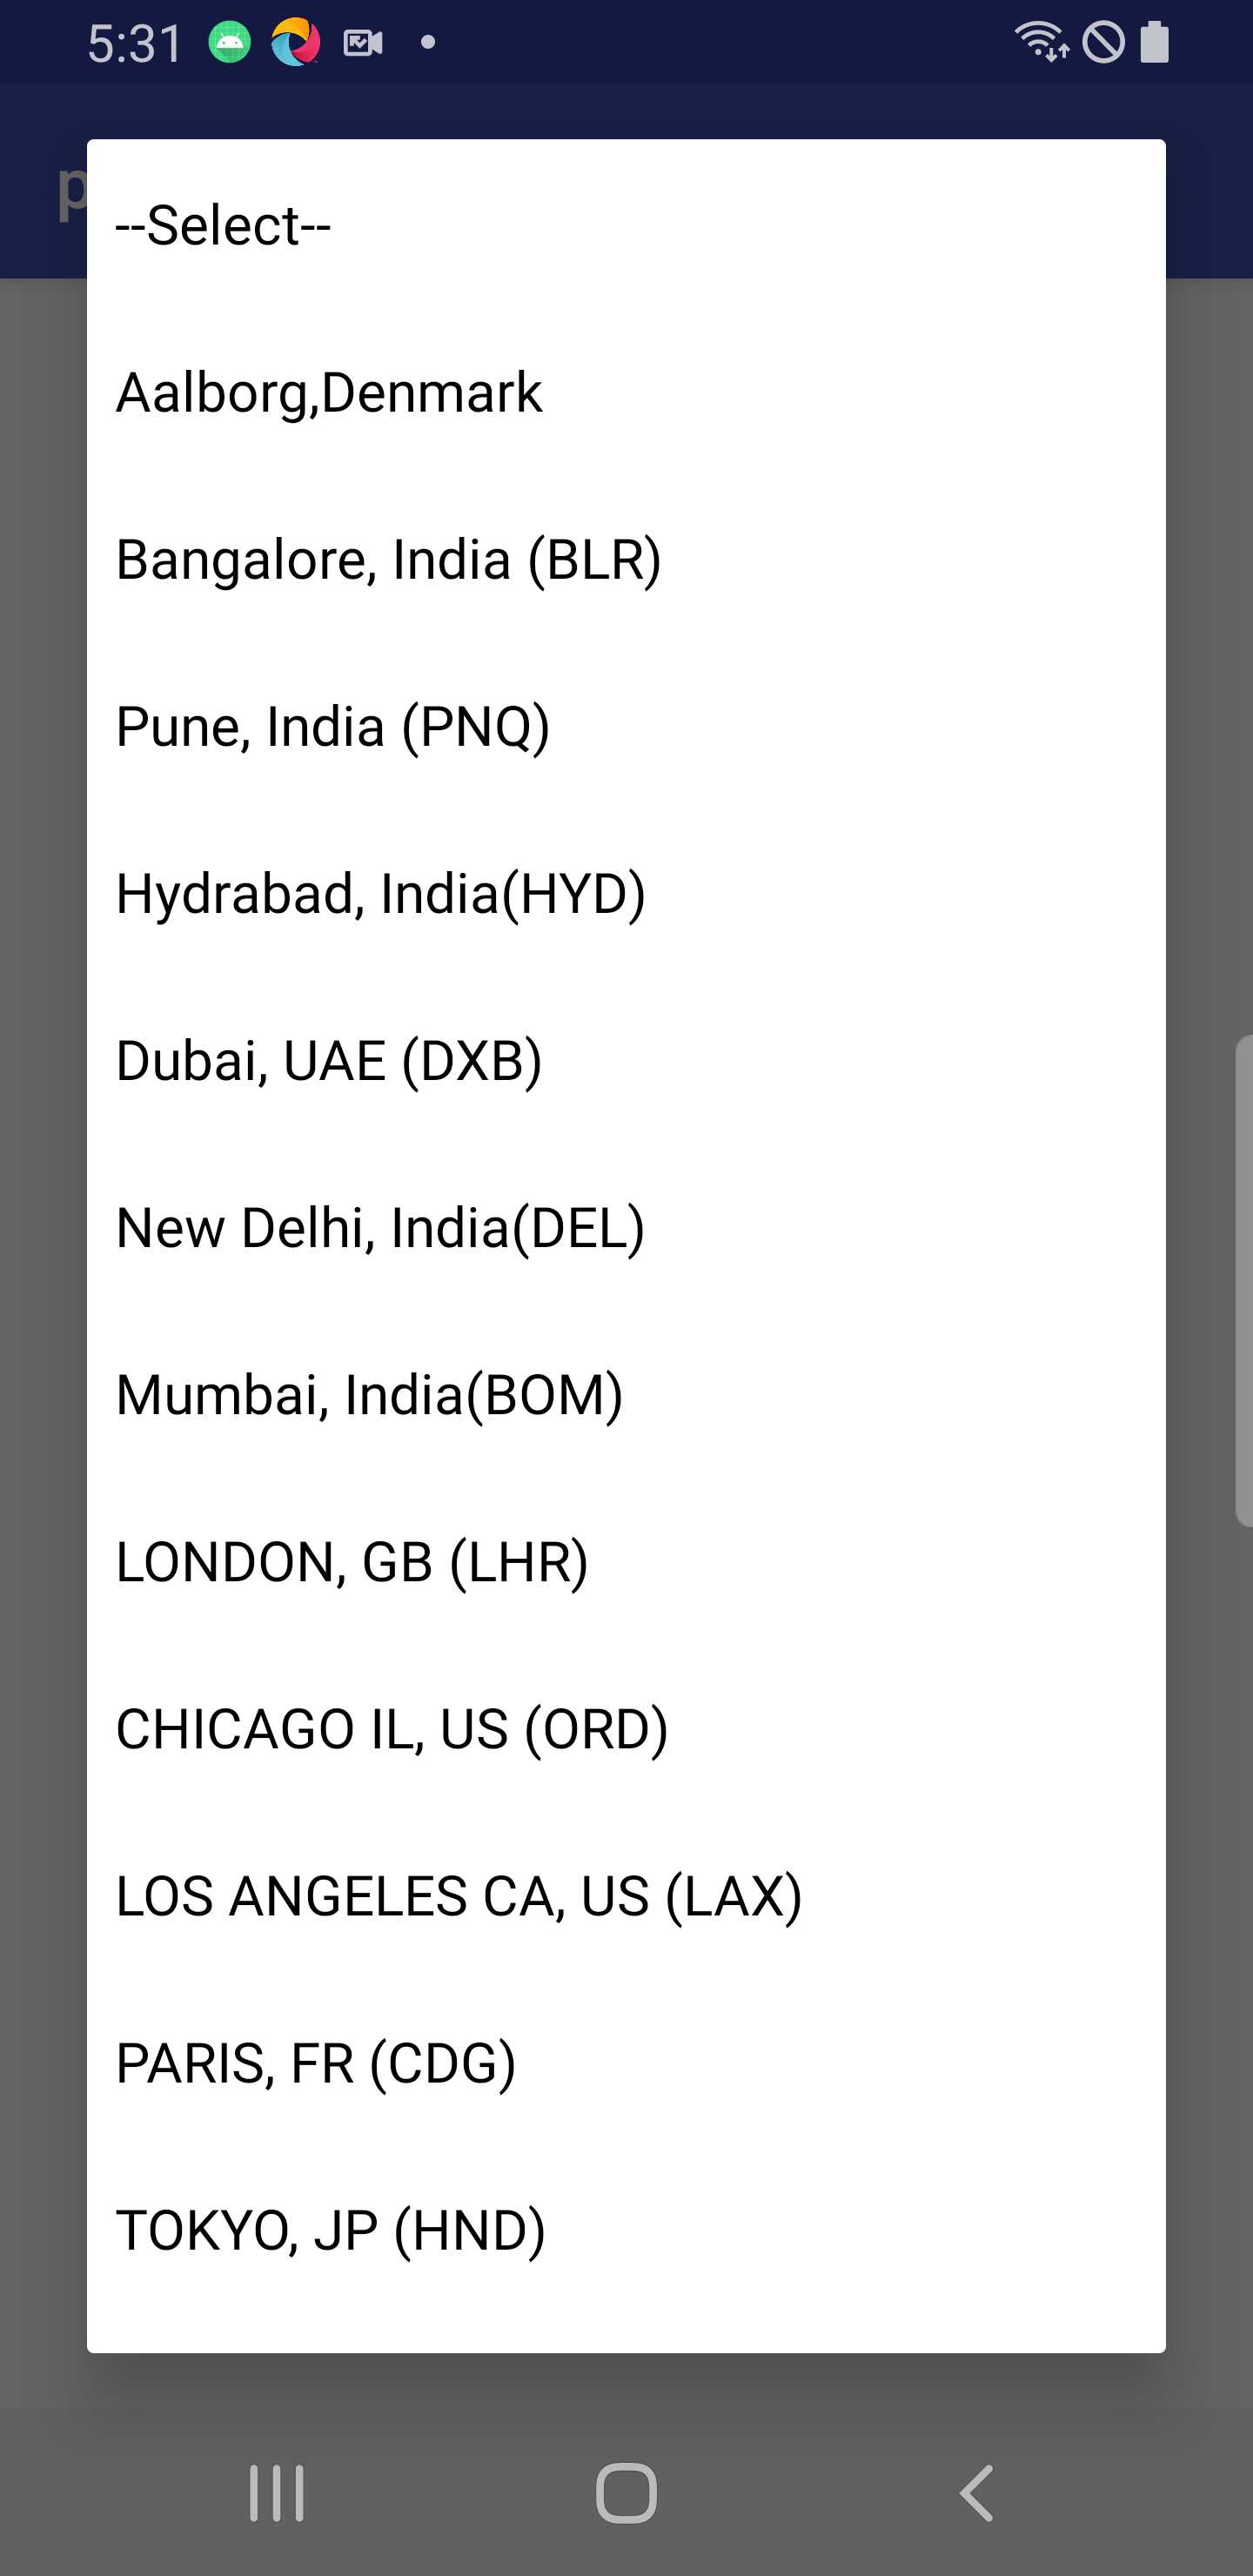 5:31
p
--Select--
Aalborg,Denmark
Bangalore, India (BLR)
Pune, India (PNQ)
Hydrabad, India(HYD)
Dubai, UAE (DXB)
New Delhi, India(DEL)
Mumbai, India(BOM)
LONDON, GB (LHR)
CHICAGO IL, US (ORD)
LOS ANGELES CA, US (LAX)
PARIS, FR (CDG)
TOKYO, JP (HND)